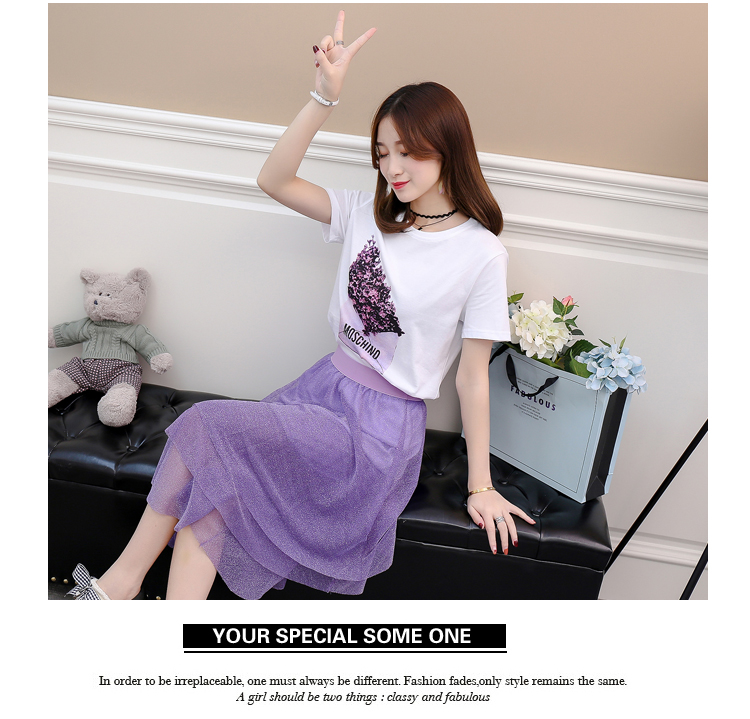 MOSCHINO
FABULOUS
YOUR SPECIAL SOME ONE
In order to be irreplaceable, one must always be different. Fashion fades,only style remains the same.
A girl should be two things : classy and fabulous